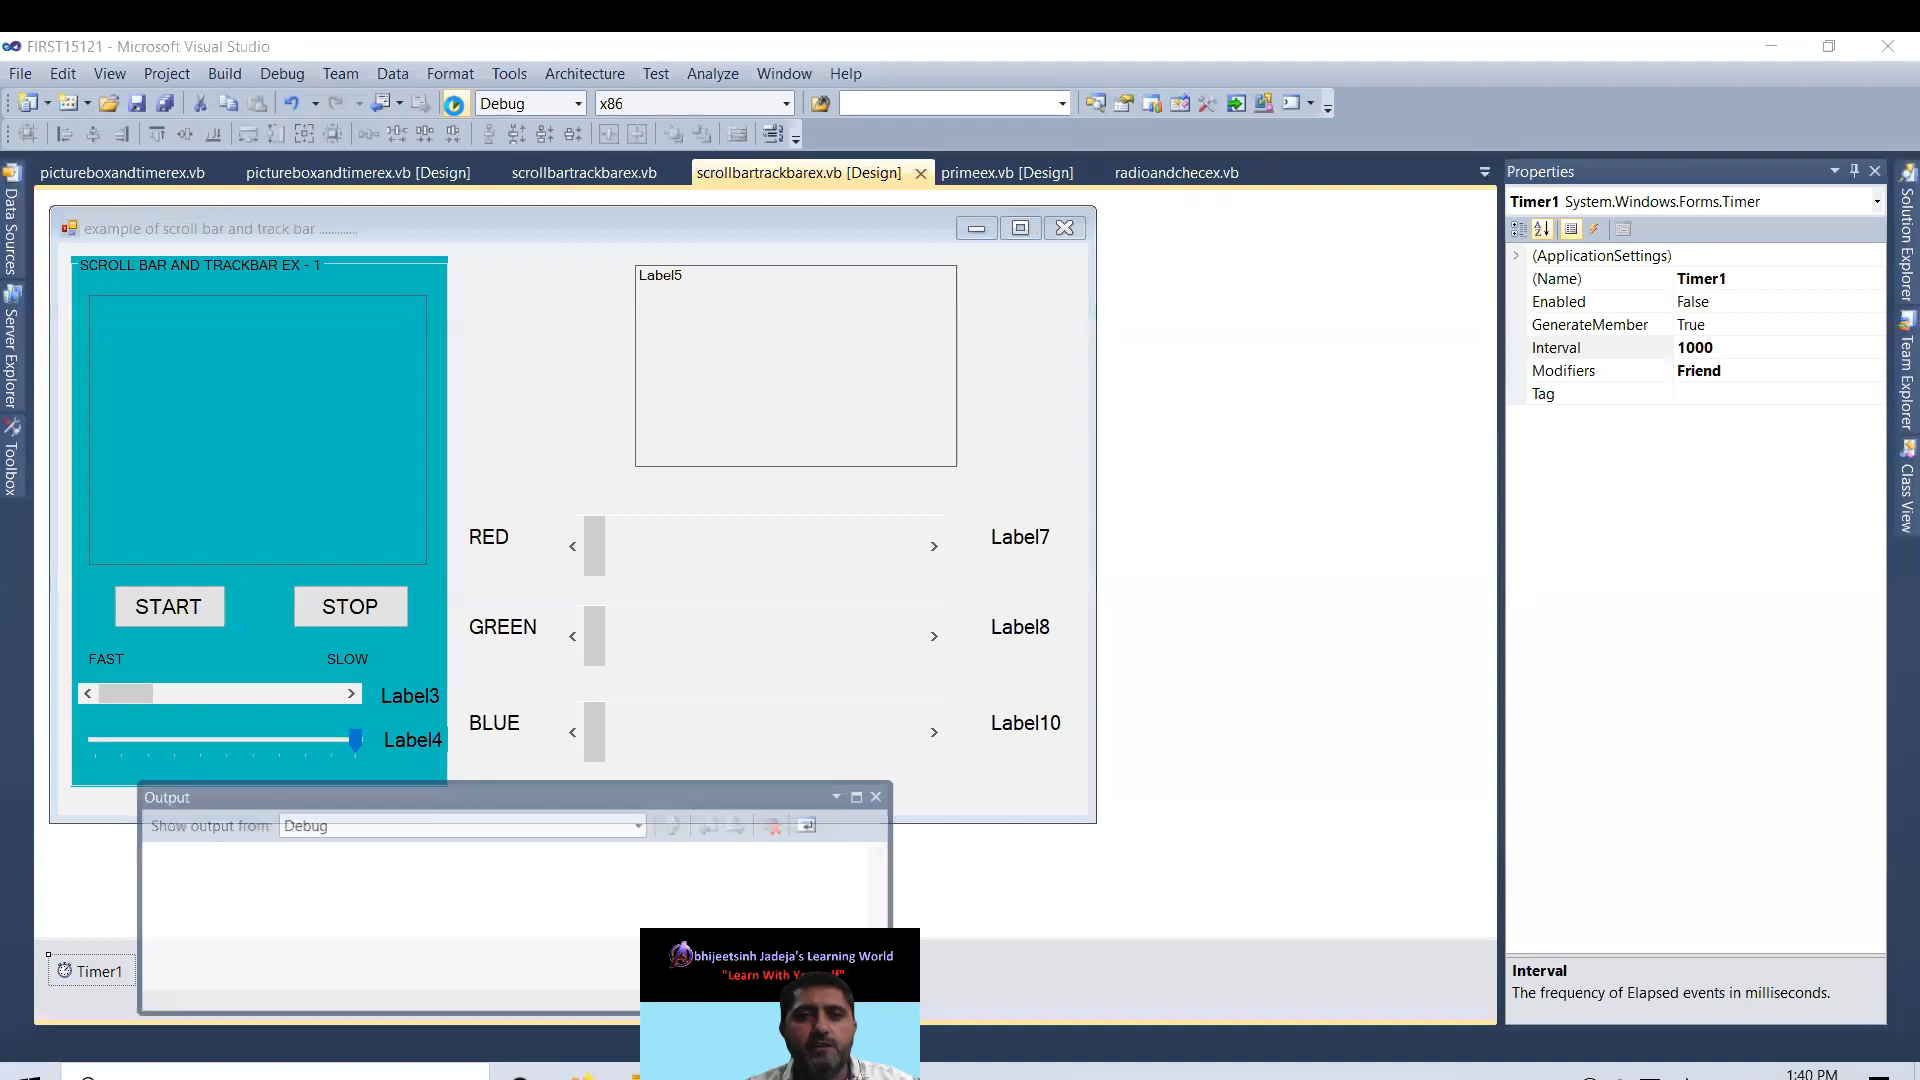 FIRST15121 - Microsoft Visual Studio
File Edit View Project Build Debug Team Data Format Tools Architecture Test Analyze Window Help
Debug x86
pictureboxandtimerex.vb pictureboxandtimerex.vb [Design] scrollbartrackbarex.vb scrollbartrackbarex.vb [Design] primeex.vb [Design] radioandchecex.vb
Properties
Timer1 System.Windows.Forms.Timer
(ApplicationSettings)
(Name) Timer1
Enabled False
GenerateMember True
Interval 1000
Modifiers Friend
Tag
Interval
The frequency of Elapsed events in milliseconds.
Data Sources
Server Explorer
Toolbox
Solution Explorer
Team Explorer
Class View
example of scroll bar and track bar .............
SCROLL BAR AND TRACKBAR EX - 1
Label5
START STOP
FAST SLOW
Label3
Label4
RED Label7
GREEN Label8
BLUE Label10
Output
Show output from: Debug
Timer1
bhijeetsinh Jadeja's Learning World
"Learn With
1:40 PM